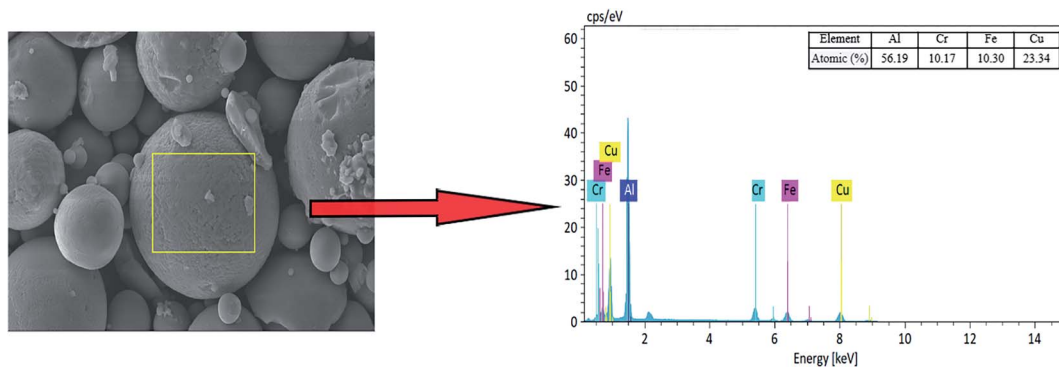 cps/eV
60
50
40
30
20
10
0
Element Al Cr Fe Cu
Atomic (%) 56.19 10.17 10.30 23.34
Cu
Fe
Cr Al Cr Fe Cu
2 4 6 8 10 12 14
Energy [keV]